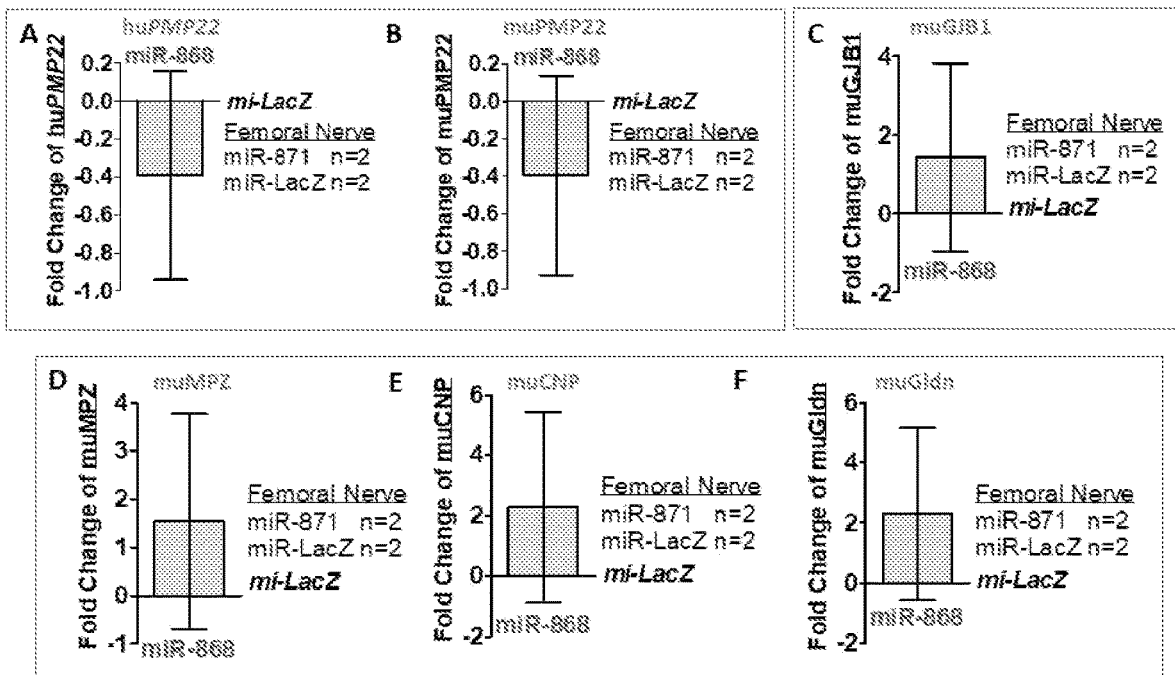 A
huPMP22
miR-868
Fold Change of huPMP22
0.2
0.0
-0.2
-0.4
-0.6
-0.8
-1.0
mi-LacZ
Femoral Nerve
miR-871 n=2
miR-LacZ n=2
B
muPMP22
miR-868
Fold Change of muPMP22
0.2
0.0
-0.2
-0.4
-0.6
-0.8
-1.0
mi-LacZ
Femoral Nerve
miR-871 n=2
miR-LacZ n=2
C
muGJB1
Fold Change of muGJB1
4
2
0
-2
Femoral Nerve
miR-871 n=2
miR-LacZ n=2
mi-LacZ
miR-868
D
muMPZ
Fold Change of muMPZ
4
3
2
1
0
-1
Femoral Nerve
miR-871 n=2
miR-LacZ n=2
mi-LacZ
miR-868
E
muCNP
Fold Change of muCNP
6
4
2
0
-2
Femoral Nerve
miR-871 n=2
miR-LacZ n=2
mi-LacZ
miR-868
F
muGldn
Fold Change of muGldn
6
4
2
0
-2
Femoral Nerve
miR-871 n=2
miR-LacZ n=2
mi-LacZ
miR-868